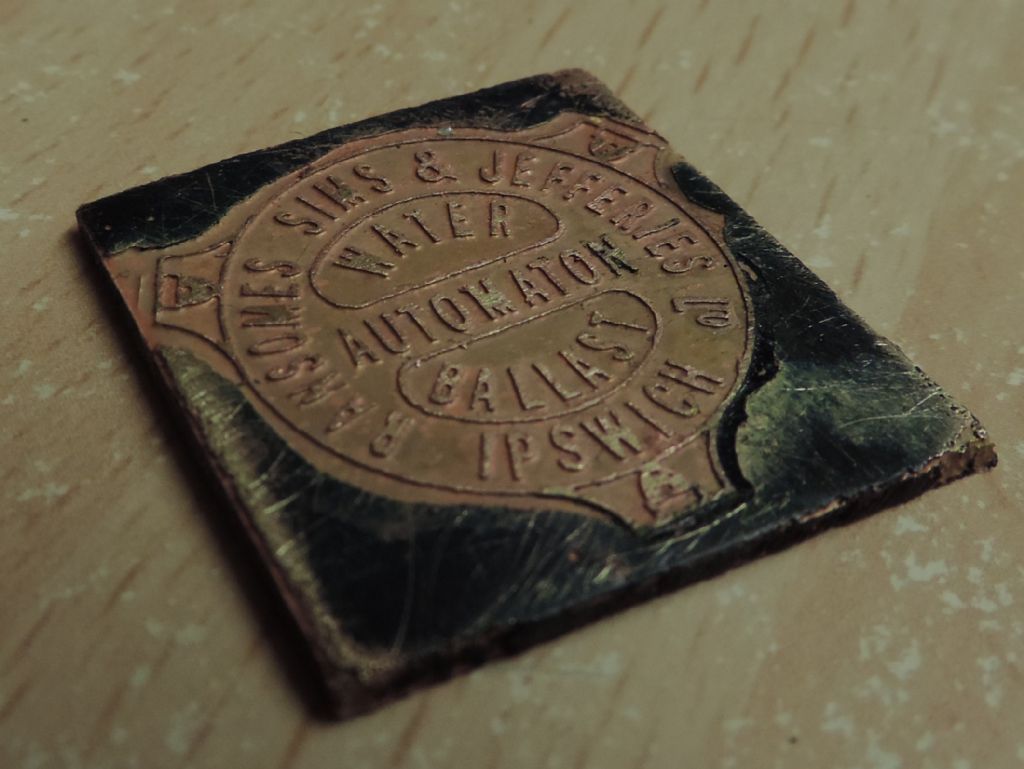 RANSOMES SIMS & JEFFERIES LTD
IPSWICH
WATER
AUTOMATON
BALLAST